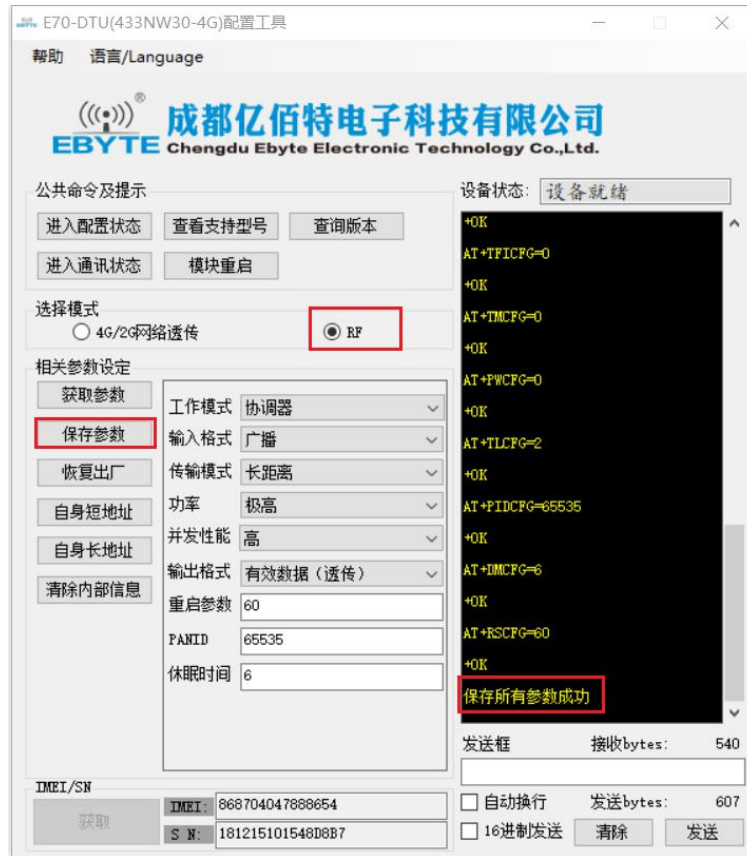 E70-DTU(433NW30-4G)配置工具
帮助 语言/Language
((•))®
EBYTE
成都亿佰特电子科技有限公司
Chengdu Ebyte Electronic Technology Co.,Ltd.
公共命令及提示
进入配置状态 查看支持型号 查询版本
进入通讯状态 模块重启
选择模式
4G/2G网络透传 RF
相关参数设定
获取参数
保存参数
恢复出厂
自身短地址
自身长地址
清除内部信息
工作模式 协调器
输入格式 广播
传输模式 长距离
功率 极高
并发性能 高
输出格式 有效数据（透传）
重启参数 60
PANID 65535
休眠时间 6
IMEI/SN
获取
IMEI: 868704047888654
S N: 181215101548D8B7
设备状态: 设备就绪
+OK
AT+TFICFG=0
+OK
AT+TMCFG=0
+OK
AT+PWCFG=0
+OK
AT+TLCFG=2
+OK
AT+PIDCFG=65535
+OK
AT+DMCFG=6
+OK
AT+RSCFG=60
+OK
保存所有参数成功
发送框 接收bytes: 540
自动换行 发送bytes: 607
16进制发送 清除 发送